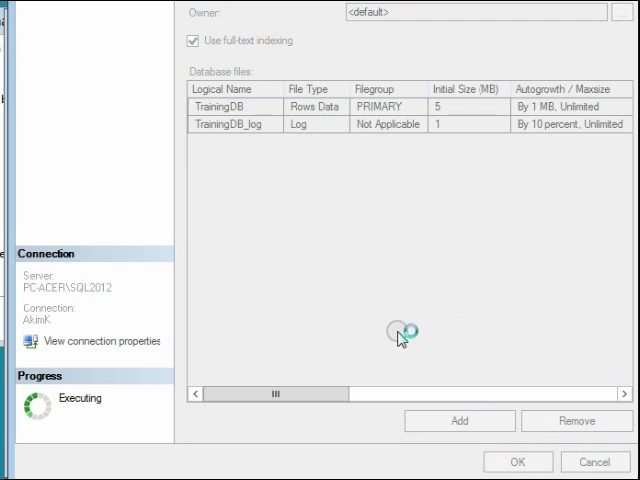 Owner: <default> ...
Use full-text indexing
Database files:
Logical Name File Type Filegroup Initial Size (MB) Autogrowth / Maxsize
TrainingDB Rows Data PRIMARY 5 By 1 MB, Unlimited
TrainingDB_log Log Not Applicable 1 By 10 percent, Unlimited
Connection
Server:
PC-ACER\SQL2012
Connection:
AkimK
View connection properties
Progress
Executing
Add Remove
OK Cancel